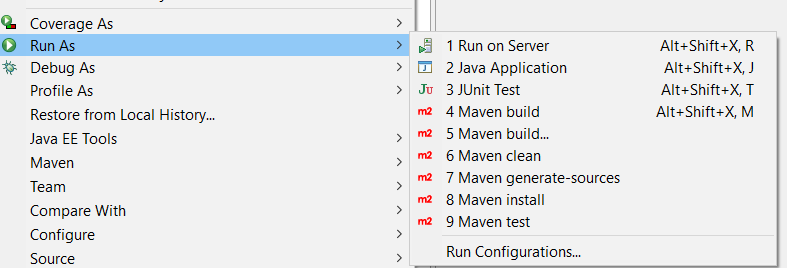 Coverage As
Run As
Debug As
Profile As
Restore from Local History...
Java EE Tools
Maven
Team
Compare With
Configure
Source
1 Run on Server Alt+Shift+X, R
J 2 Java Application Alt+Shift+X, J
Ju 3 JUnit Test Alt+Shift+X, T
m2 4 Maven build Alt+Shift+X, M
m2 5 Maven build...
m2 6 Maven clean
m2 7 Maven generate-sources
m2 8 Maven install
m2 9 Maven test
Run Configurations...